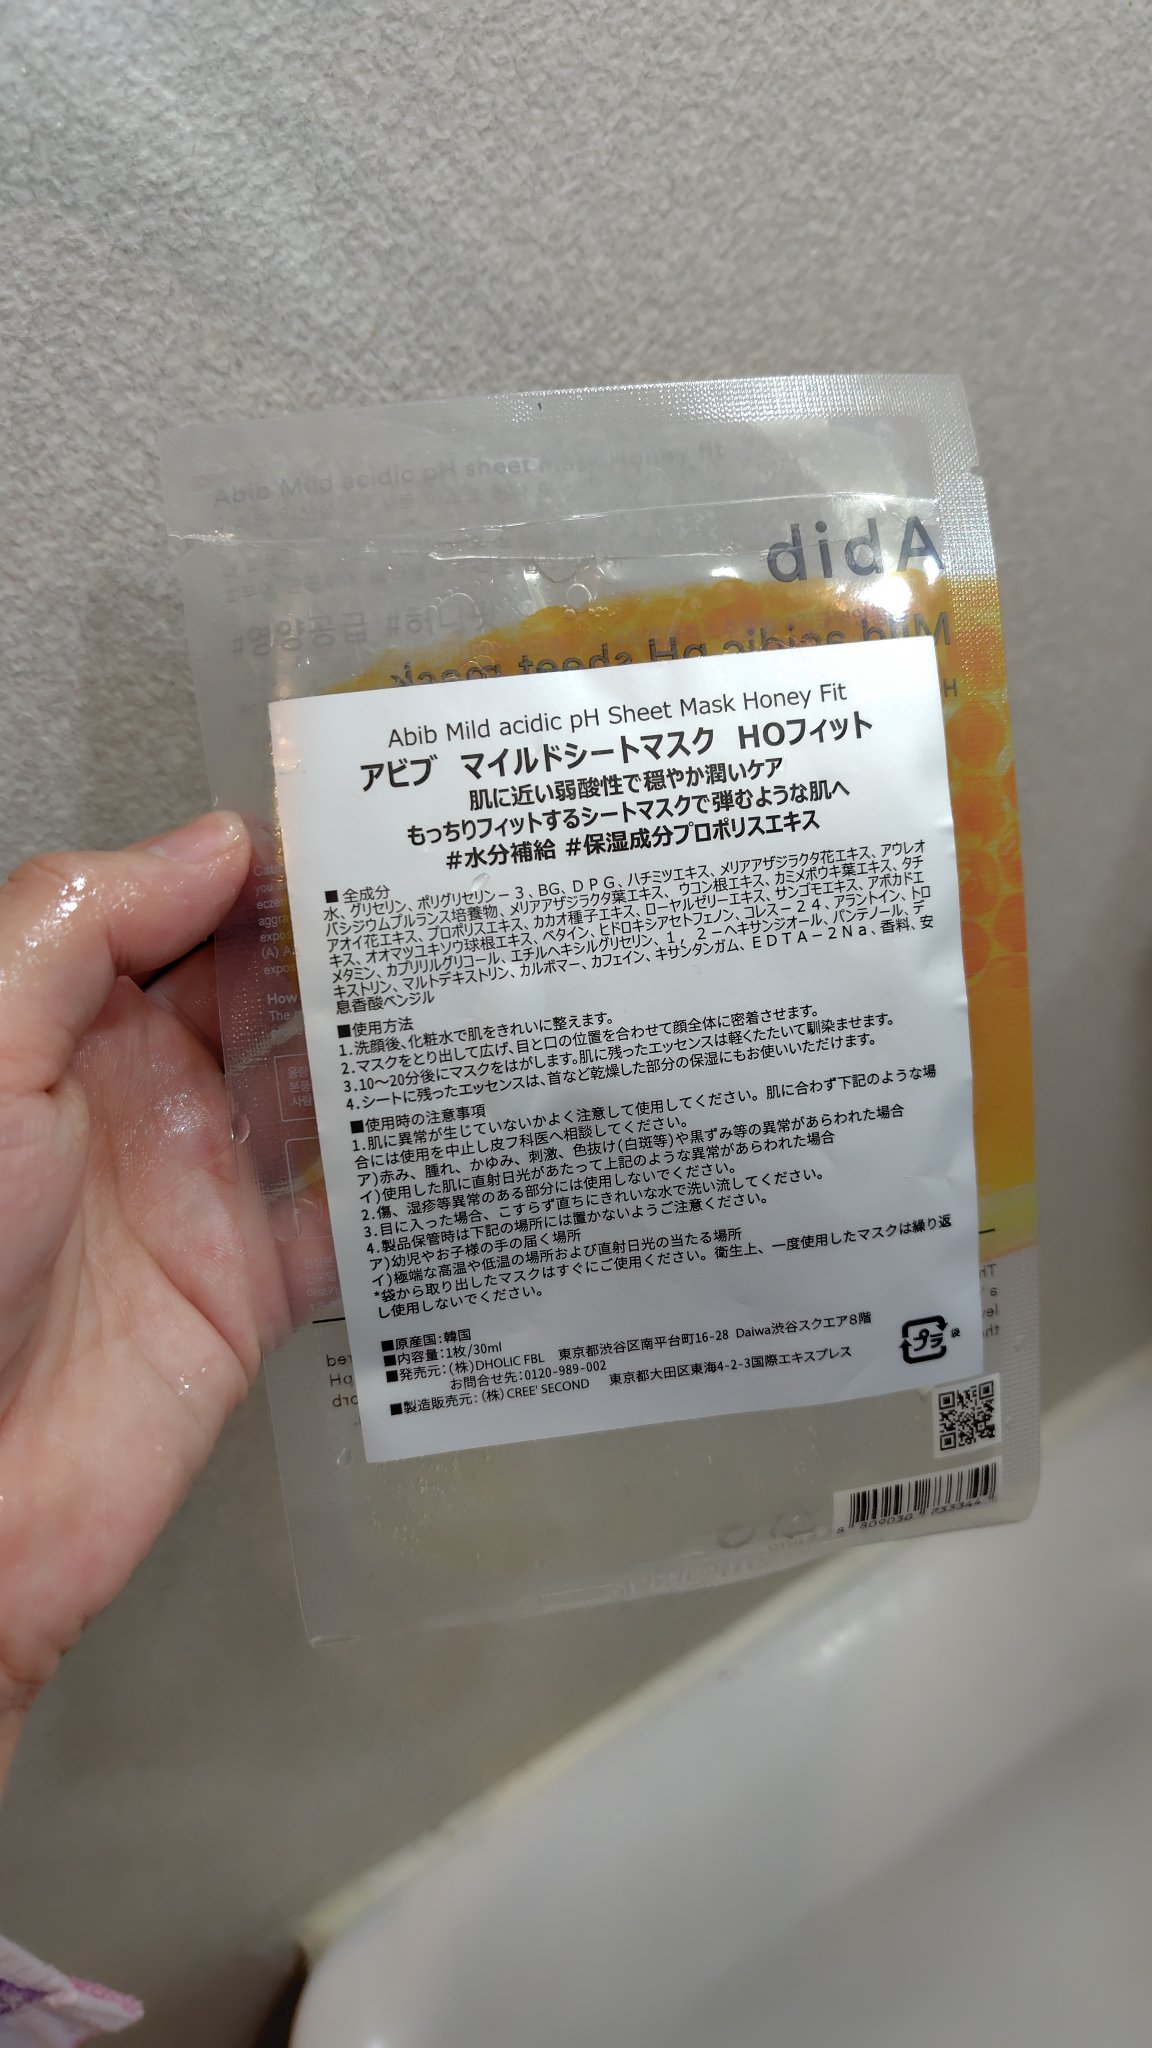 Abib Mild acidic pH sheet mask Honey fit
#영양공급 #허니
Abib
Mild acidic pH sheet mask
Abib Mild acidic pH Sheet Mask Honey Fit
アビブ マイルドシートマスク HOフィット
肌に近い弱酸性で穏やか潤いケア
もっちりフィットするシートマスクで弾むような肌へ
#水分補給 #保湿成分プロポリスエキス
■全成分
水、グリセリン、ポリグリセリン－3、BG、DPG、ハチミツエキス、メリアアザジラクタ花エキス、アウレオ
バシジウムプルランス培養物、メリアアザジラクタ葉エキス、ウコン根エキス、カミメボウキ葉エキス、タチ
アオイ花エキス、プロポリスエキス、カカオ種子エキス、ローヤルゼリーエキス、サンゴモエキス、アボカドエ
キス、オオマツユキソウ球根エキス、ベタイン、ヒドロキシアセトフェノン、コレス－24、アラントイン、トロ
メタミン、カプリリルグリコール、エチルヘキシルグリセリン、1，2－ヘキサンジオール、パンテノール、デ
キストリン、マルトデキストリン、カルボマー、カフェイン、キサンタンガム、EDTA－2Na、香料、安
息香酸ベンジル
■使用方法
1.洗顔後、化粧水で肌をきれいに整えます。
2.マスクをとり出して広げ、目と口の位置を合わせて顔全体に密着させます。
3.10～20分後にマスクをはがします。肌に残ったエッセンスは軽くたたいて馴染ませます。
4.シートに残ったエッセンスは、首など乾燥した部分の保湿にもお使いいただけます。
■使用時の注意事項
1.肌に異常が生じていないかよく注意して使用してください。肌に合わず下記のような場
合には使用を中止し皮フ科医へ相談してください。
ア)赤み、腫れ、かゆみ、刺激、色抜け(白斑等)や黒ずみ等の異常があらわれた場合
イ)使用した肌に直射日光があたって上記のような異常があらわれた場合
2.傷、湿疹等異常のある部分には使用しないでください。
3.目に入った場合、こすらず直ちにきれいな水で洗い流してください。
4.製品保管時は下記の場所には置かないようご注意ください。
ア)幼児やお子様の手の届く場所
イ)極端な高温や低温の場所および直射日光の当たる場所
*袋から取り出したマスクはすぐにご使用ください。衛生上、一度使用したマスクは繰り返
し使用しないでください。
■原産国:韓国
■内容量:1枚/30ml
■発売元:(株)DHOLIC FBL 東京都渋谷区南平台町16-28 Daiwa渋谷スクエア8階
お問合せ先:0120-989-002
■製造販売元:(株)CREE' SECOND 東京都大田区東海4-2-3国際エキスプレス
プラ 袋
8 809030 733344